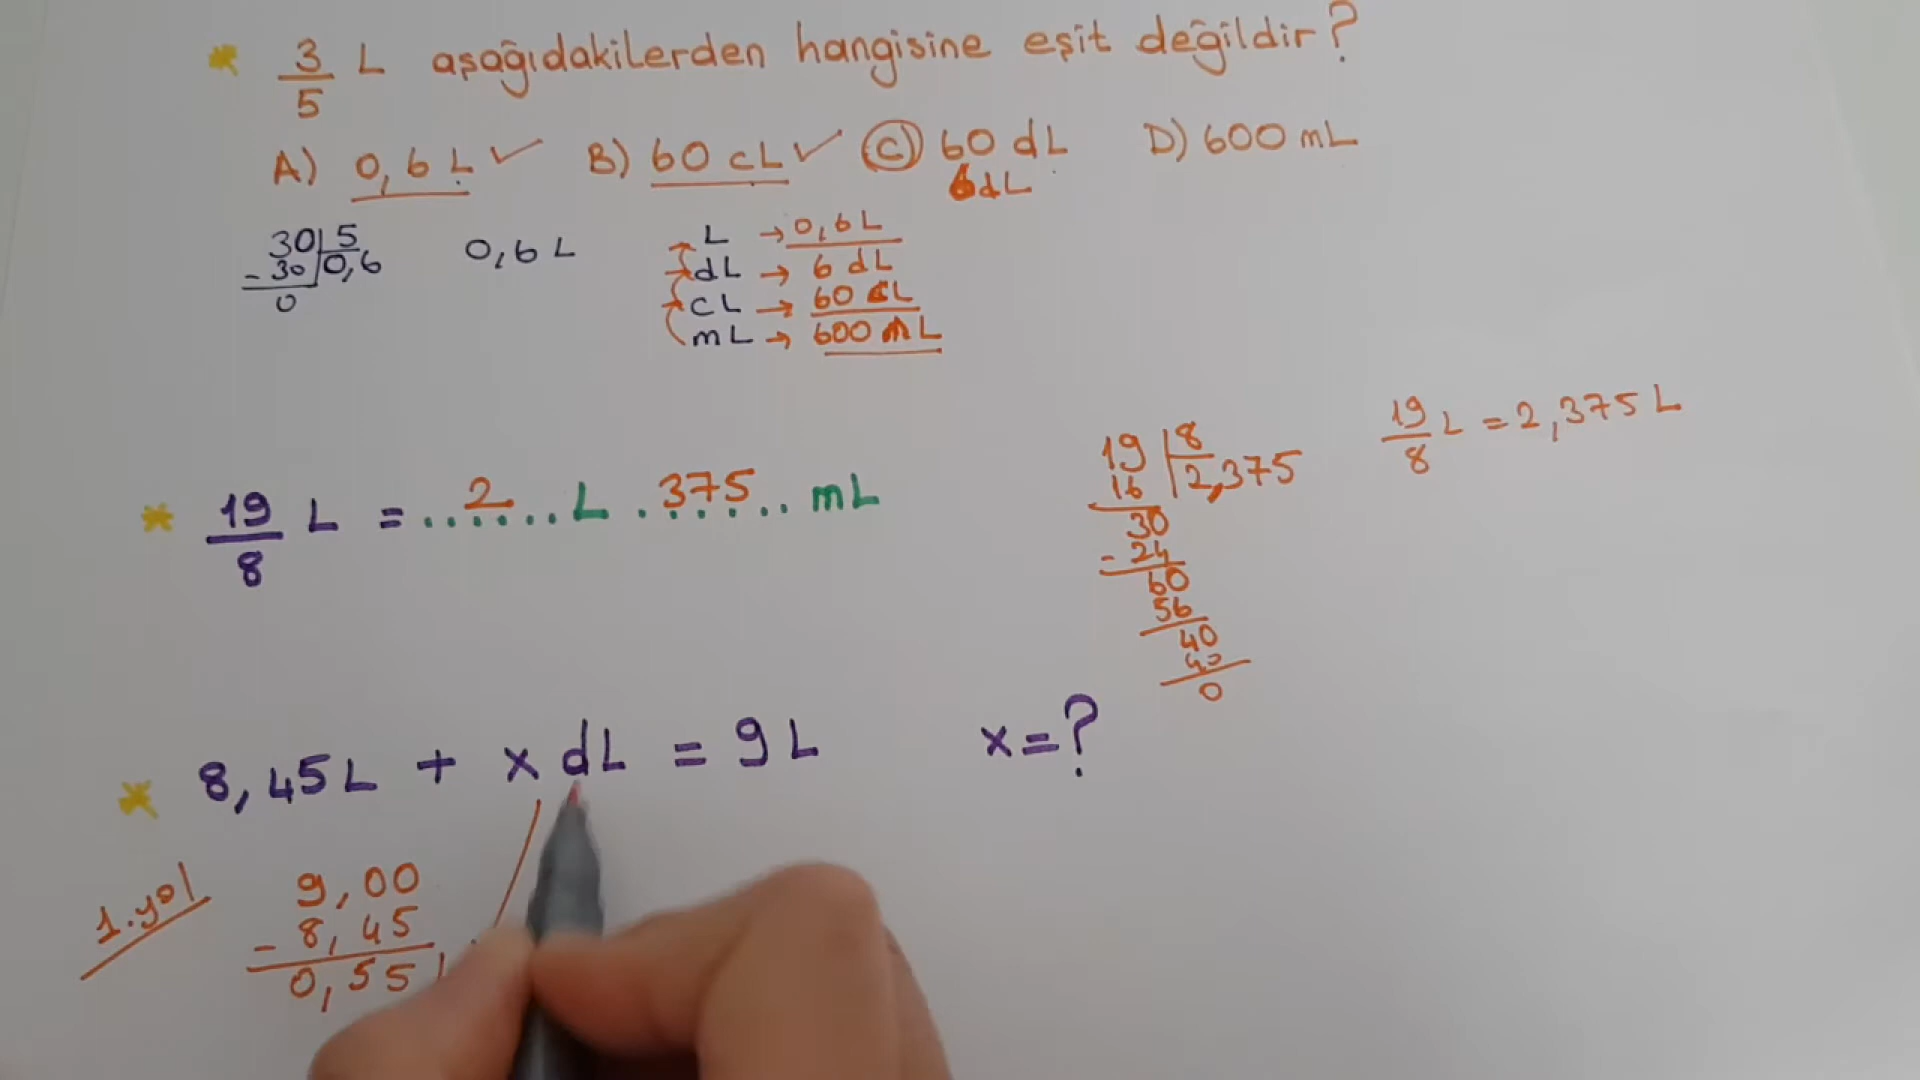 * 3/5 L aşağıdakilerden hangisine eşit değildir?
A) 0,6 L ✓ B) 60 cL ✓ C) 60 dL D) 600 mL
6dL
30 | 5
- 30 | 0,6
0
0,6 L
L → 0,6 L
dL → 6 dL
cL → 60 cL
mL → 600 mL
* 19/8 L = ..2.. L .375.. mL
19 | 8
16 | 2,375
30
- 24
60
56
40
40
0
19/8 L = 2,375 L
* 8,45 L + x dL = 9 L x = ?
1.yol
9,00
- 8,45
0,55